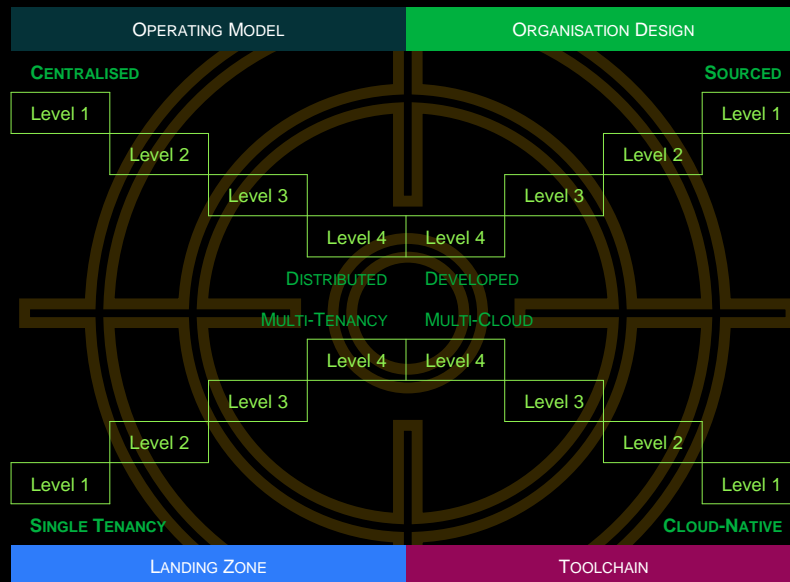 OPERATING MODEL ORGANISATION DESIGN
CENTRALISED SOURCED
Level 1 Level 1
Level 2 Level 2
Level 3 Level 3
Level 4 Level 4
DISTRIBUTED DEVELOPED
MULTI-TENANCY MULTI-CLOUD
Level 4 Level 4
Level 3 Level 3
Level 2 Level 2
Level 1 Level 1
SINGLE TENANCY CLOUD-NATIVE
LANDING ZONE TOOLCHAIN